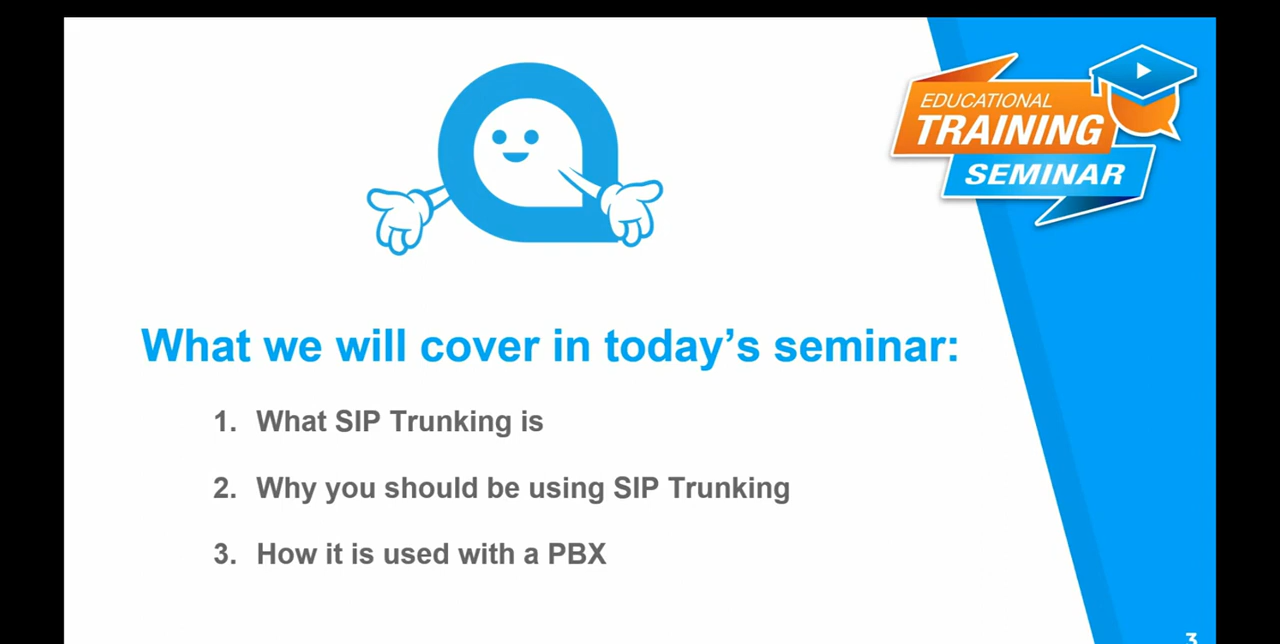 EDUCATIONAL
TRAINING
SEMINAR
What we will cover in today’s seminar:
1. What SIP Trunking is
2. Why you should be using SIP Trunking
3. How it is used with a PBX
3